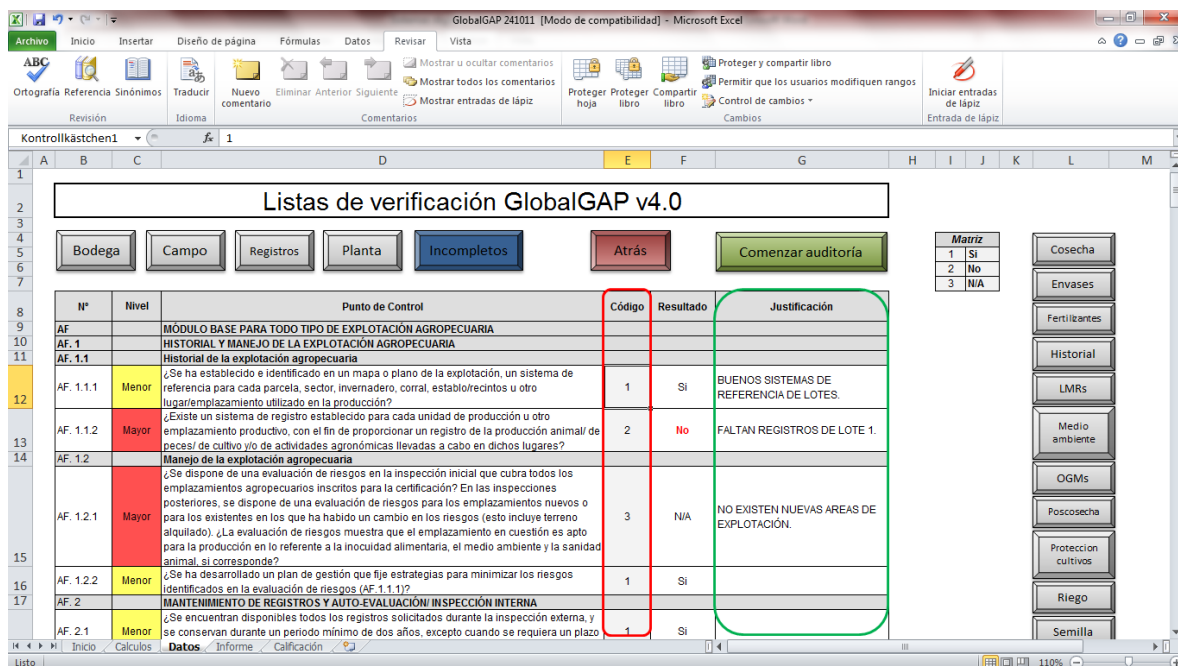 GlobalGAP 241011 [Modo de compatibilidad] - Microsoft Excel
Archivo Inicio Insertar Diseño de página Fórmulas Datos Revisar Vista
ABC
Ortografía Referencia Sinónimos Traducir Nuevo comentario Eliminar Anterior Siguiente
Mostrar u ocultar comentarios
Mostrar todos los comentarios
Mostrar entradas de lápiz
Proteger hoja Proteger libro Compartir libro
Proteger y compartir libro
Permitir que los usuarios modifiquen rangos
Control de cambios
Iniciar entradas de lápiz
Revisión Idioma Comentarios Cambios Entrada de lápiz
Kontrollkästchen1 fx 1
A B C D E F G H I J K L M
1
2 Listas de verificación GlobalGAP v4.0
3
4
5
6
7
Bodega Campo Registros Planta Incompletos Atrás Comenzar auditoría
Matriz
1 Si
2 No
3 N/A
8 N° Nivel Punto de Control Código Resultado Justificación
9 AF MÓDULO BASE PARA TODO TIPO DE EXPLOTACIÓN AGROPECUARIA
10 AF. 1 HISTORIAL Y MANEJO DE LA EXPLOTACIÓN AGROPECUARIA
11 AF. 1.1 Historial de la explotación agropecuaria
12 AF. 1.1.1 Menor
¿Se ha establecido e identificado en un mapa o plano de la explotación, un sistema de
referencia para cada parcela, sector, invernadero, corral, establo/recintos u otro
lugar/emplazamiento utilizado en la producción?
1 Si
BUENOS SISTEMAS DE
REFERENCIA DE LOTES.
13 AF. 1.1.2 Mayor
¿Existe un sistema de registro establecido para cada unidad de producción u otro
emplazamiento productivo, con el fin de proporcionar un registro de la producción animal/ de
peces/ de cultivo y/o de actividades agronómicas llevadas a cabo en dichos lugares?
2 No FALTAN REGISTROS DE LOTE 1.
14 AF. 1.2 Manejo de la explotación agropecuaria
15 AF. 1.2.1 Mayor
¿Se dispone de una evaluación de riesgos en la inspección inicial que cubra todos los
emplazamientos agropecuarios inscritos para la certificación? En las inspecciones
posteriores, se dispone de una evaluación de riesgos para los emplazamientos nuevos o
para los existentes en los que ha habido un cambio en los riesgos (esto incluye terreno
alquilado). ¿La evaluación de riesgos muestra que el emplazamiento en cuestión es apto
para la producción en lo referente a la inocuidad alimentaria, el medio ambiente y la sanidad
animal, si corresponde?
3 N/A
NO EXISTEN NUEVAS AREAS DE
EXPLOTACIÓN.
16 AF. 1.2.2 Menor
¿Se ha desarrollado un plan de gestión que fije estrategias para minimizar los riesgos
identificados en la evaluación de riesgos (AF.1.1.1)?
1 Si
17 AF. 2 MANTENIMIENTO DE REGISTROS Y AUTO-EVALUACIÓN/ INSPECCIÓN INTERNA
AF. 2.1 Menor
¿Se encuentran disponibles todos los registros solicitados durante la inspección externa, y
se conservan durante un periodo mínimo de dos años, excepto cuando se requiera un plazo
1 Si
Cosecha
Envases
Fertilizantes
Historial
LMRs
Medio
ambiente
OGMs
Poscosecha
Proteccion
cultivos
Riego
Semilla
Inicio Calculos Datos Informe Calificación
Listo 110%